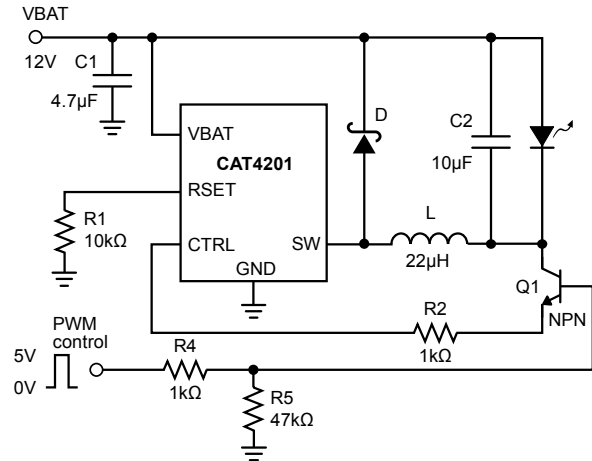 VBAT
12V
C1
4.7µF
VBAT
CAT4201
RSET
CTRL
SW
GND
D
C2
10µF
L
22µH
R1
10kΩ
Q1
NPN
R2
1kΩ
PWM
control
5V
0V
R4
1kΩ
R5
47kΩ